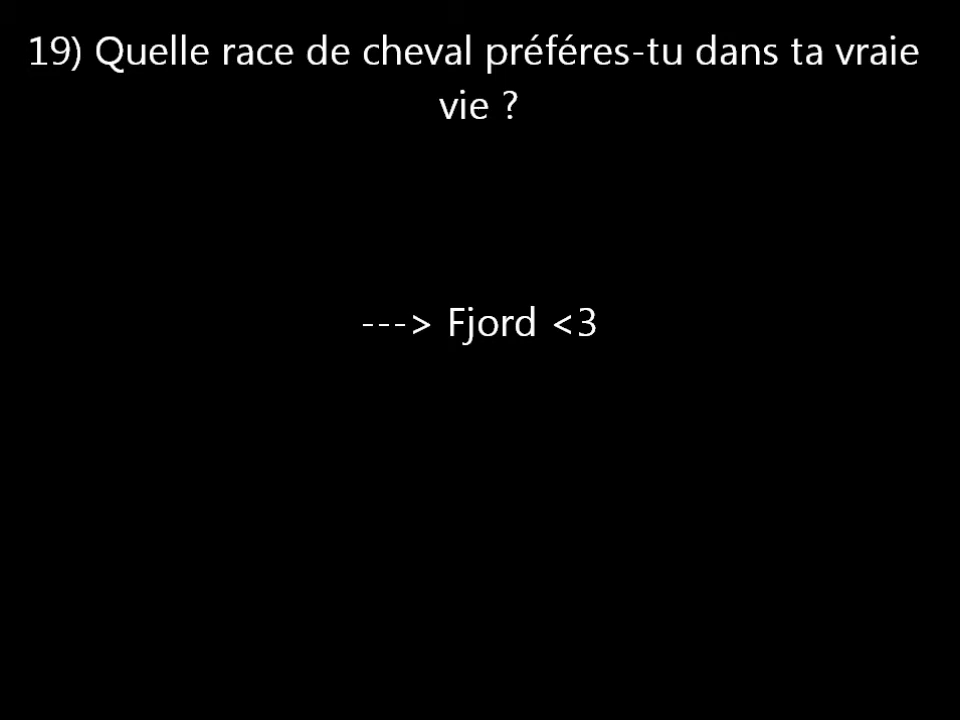 19) Quelle race de cheval préféres-tu dans ta vraie
vie ?
---> Fjord <3